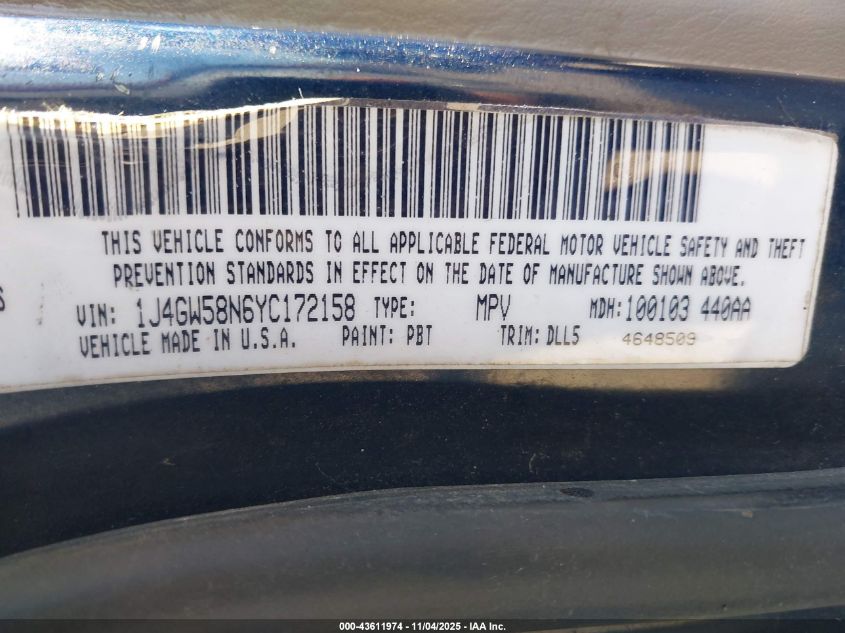 THIS VEHICLE CONFORMS TO ALL APPLICABLE FEDERAL MOTOR VEHICLE SAFETY AND THEFT
PREVENTION STANDARDS IN EFFECT ON THE DATE OF MANUFACTURE SHOWN ABOVE.
S
VIN: 1J4GW58N6YC172158 TYPE: MPV MDH:100103 440AA
VEHICLE MADE IN U.S.A. PAINT: PBT TRIM: DLL5 4648509
000-43611974 - 11/04/2025 - IAA Inc.